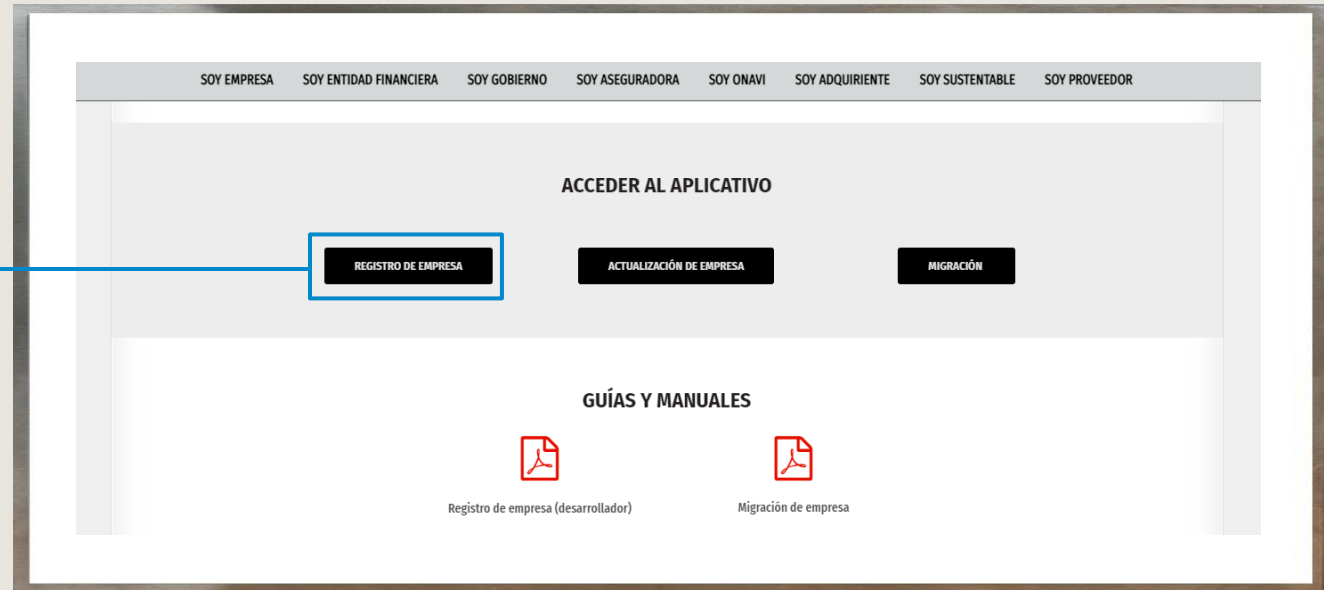 SOY EMPRESA SOY ENTIDAD FINANCIERA SOY GOBIERNO SOY ASEGURADORA SOY ONAVI SOY ADQUIRIENTE SOY SUSTENTABLE SOY PROVEEDOR
ACCEDER AL APLICATIVO
REGISTRO DE EMPRESA ACTUALIZACIÓN DE EMPRESA MIGRACIÓN
GUÍAS Y MANUALES
Registro de empresa (desarrollador) Migración de empresa